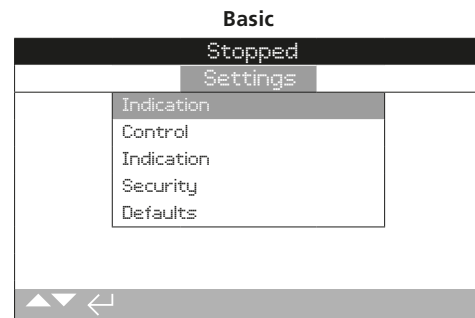 Basic
Stopped
Settings
Indication
Control
Indication
Security
Defaults